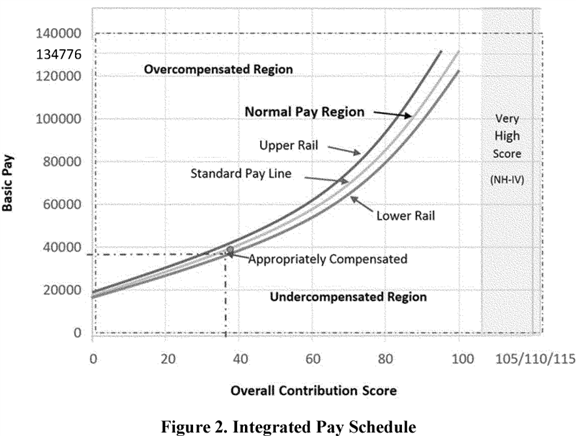 140000
134776
120000
100000
80000
60000
40000
20000
0
Basic Pay
Overcompensated Region
Normal Pay Region
Upper Rail
Standard Pay Line
Lower Rail
Appropriately Compensated
Undercompensated Region
Very
High
Score
(NH-IV)
0 20 40 60 80 100 105/110/115
Overall Contribution Score
Figure 2. Integrated Pay Schedule